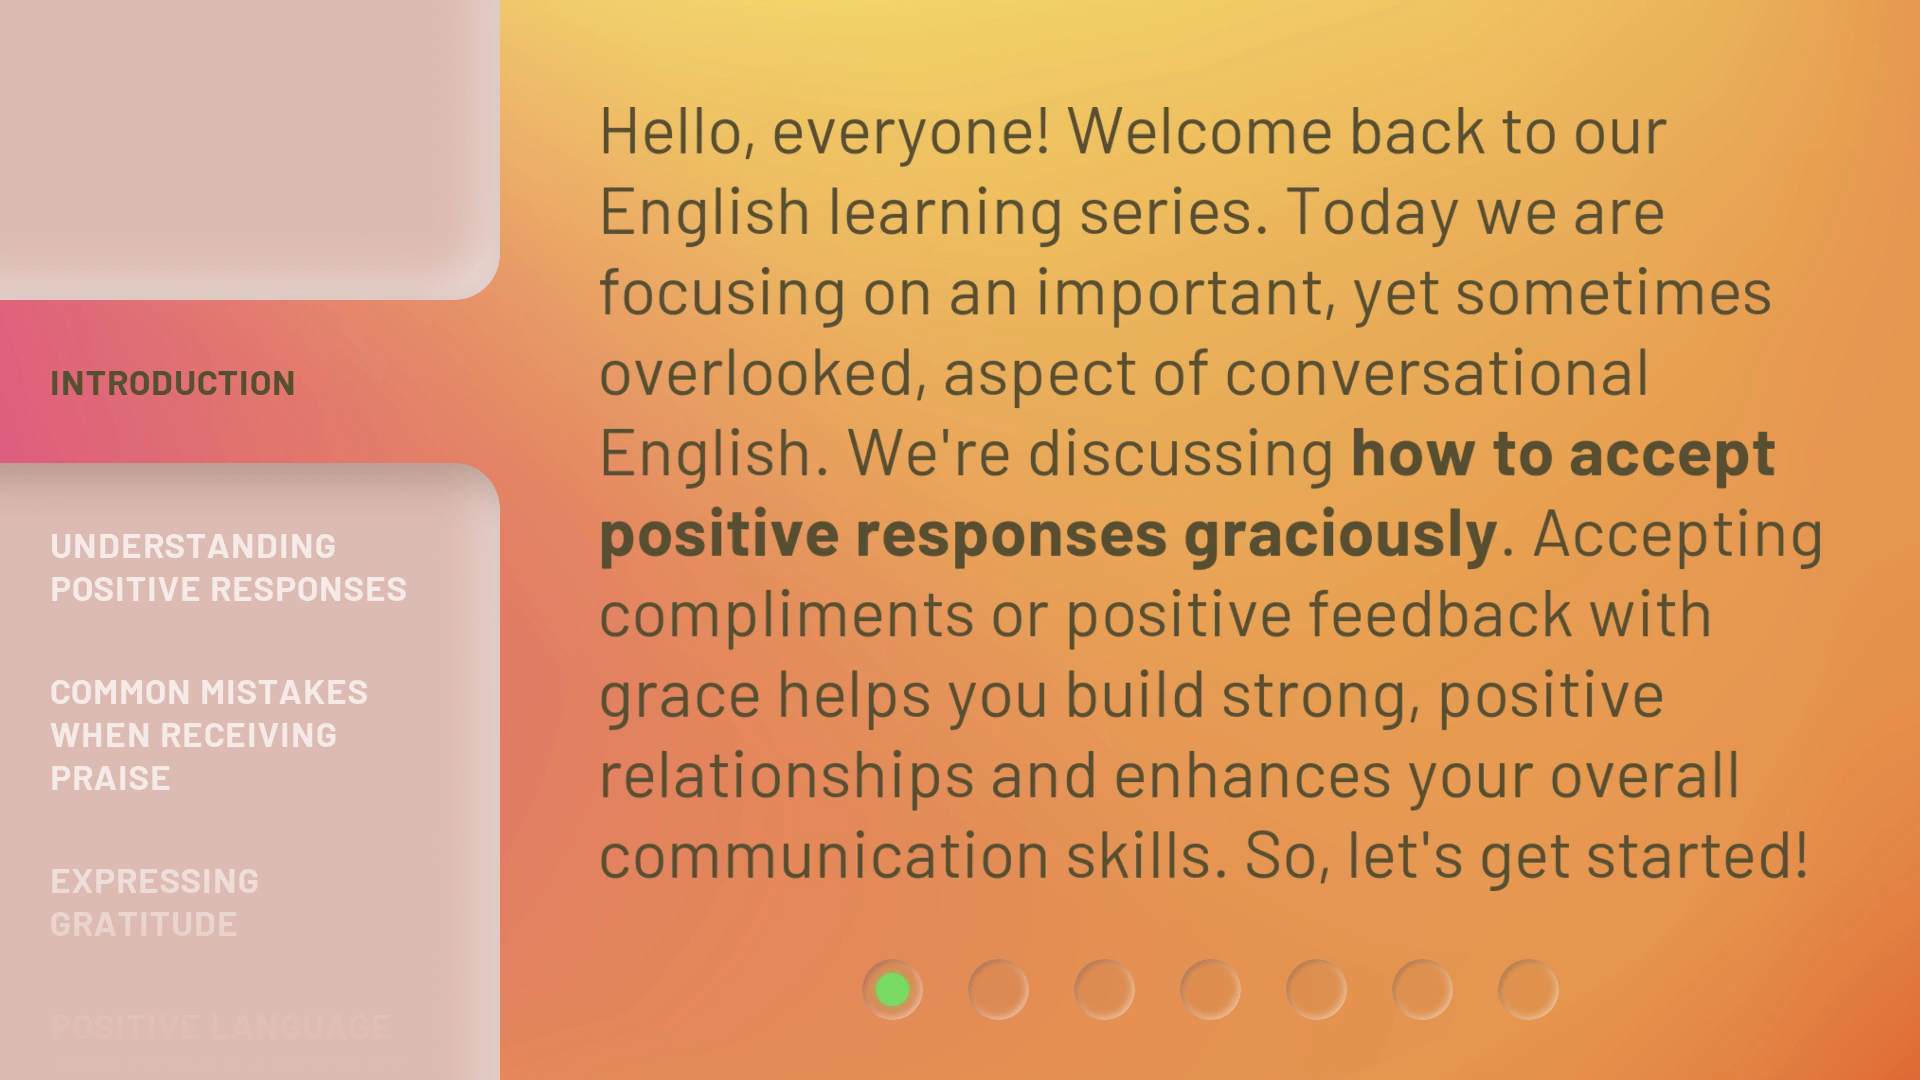 INTRODUCTION
UNDERSTANDING
POSITIVE RESPONSES
COMMON MISTAKES
WHEN RECEIVING
PRAISE
EXPRESSING
GRATITUDE
POSITIVE LANGUAGE
Hello, everyone! Welcome back to our
English learning series. Today we are
focusing on an important, yet sometimes
overlooked, aspect of conversational
English. We're discussing how to accept
positive responses graciously. Accepting
compliments or positive feedback with
grace helps you build strong, positive
relationships and enhances your overall
communication skills. So, let's get started!